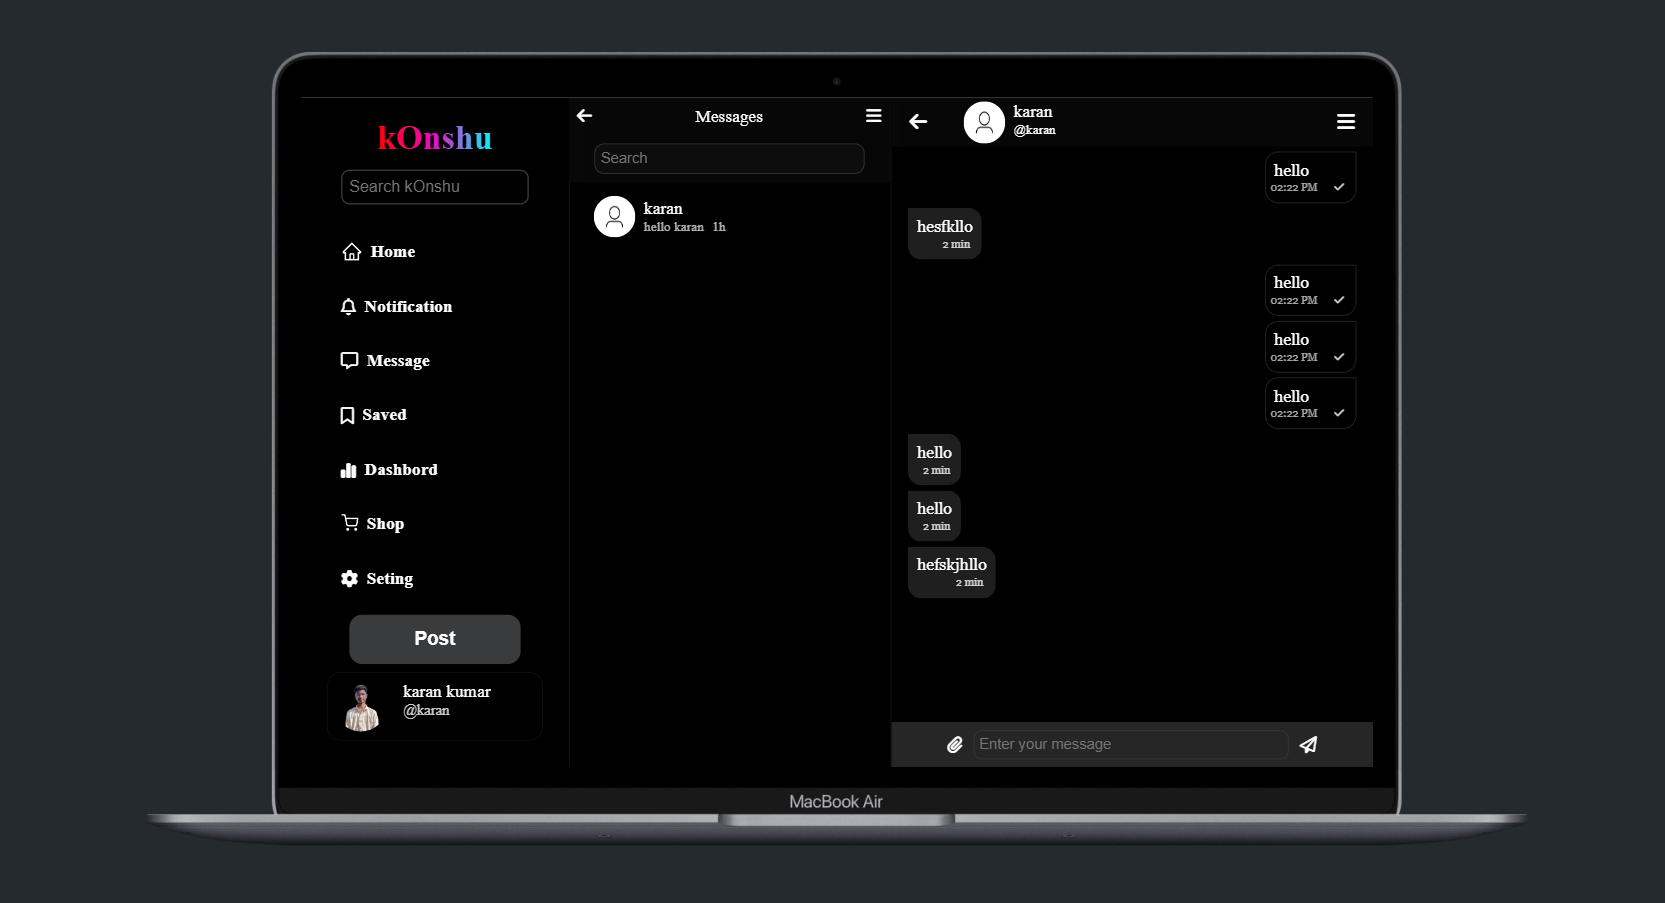 kOnshu
Search kOnshu
Home
Notification
Message
Saved
Dashbord
Shop
Seting
Post
karan kumar
@karan
Messages
Search
karan
hello karan 1h
karan
@karan
hello
02:22 PM
hesfkllo
2 min
hello
02:22 PM
hello
02:22 PM
hello
02:22 PM
hello
2 min
hello
2 min
hefskjhllo
2 min
Enter your message
MacBook Air